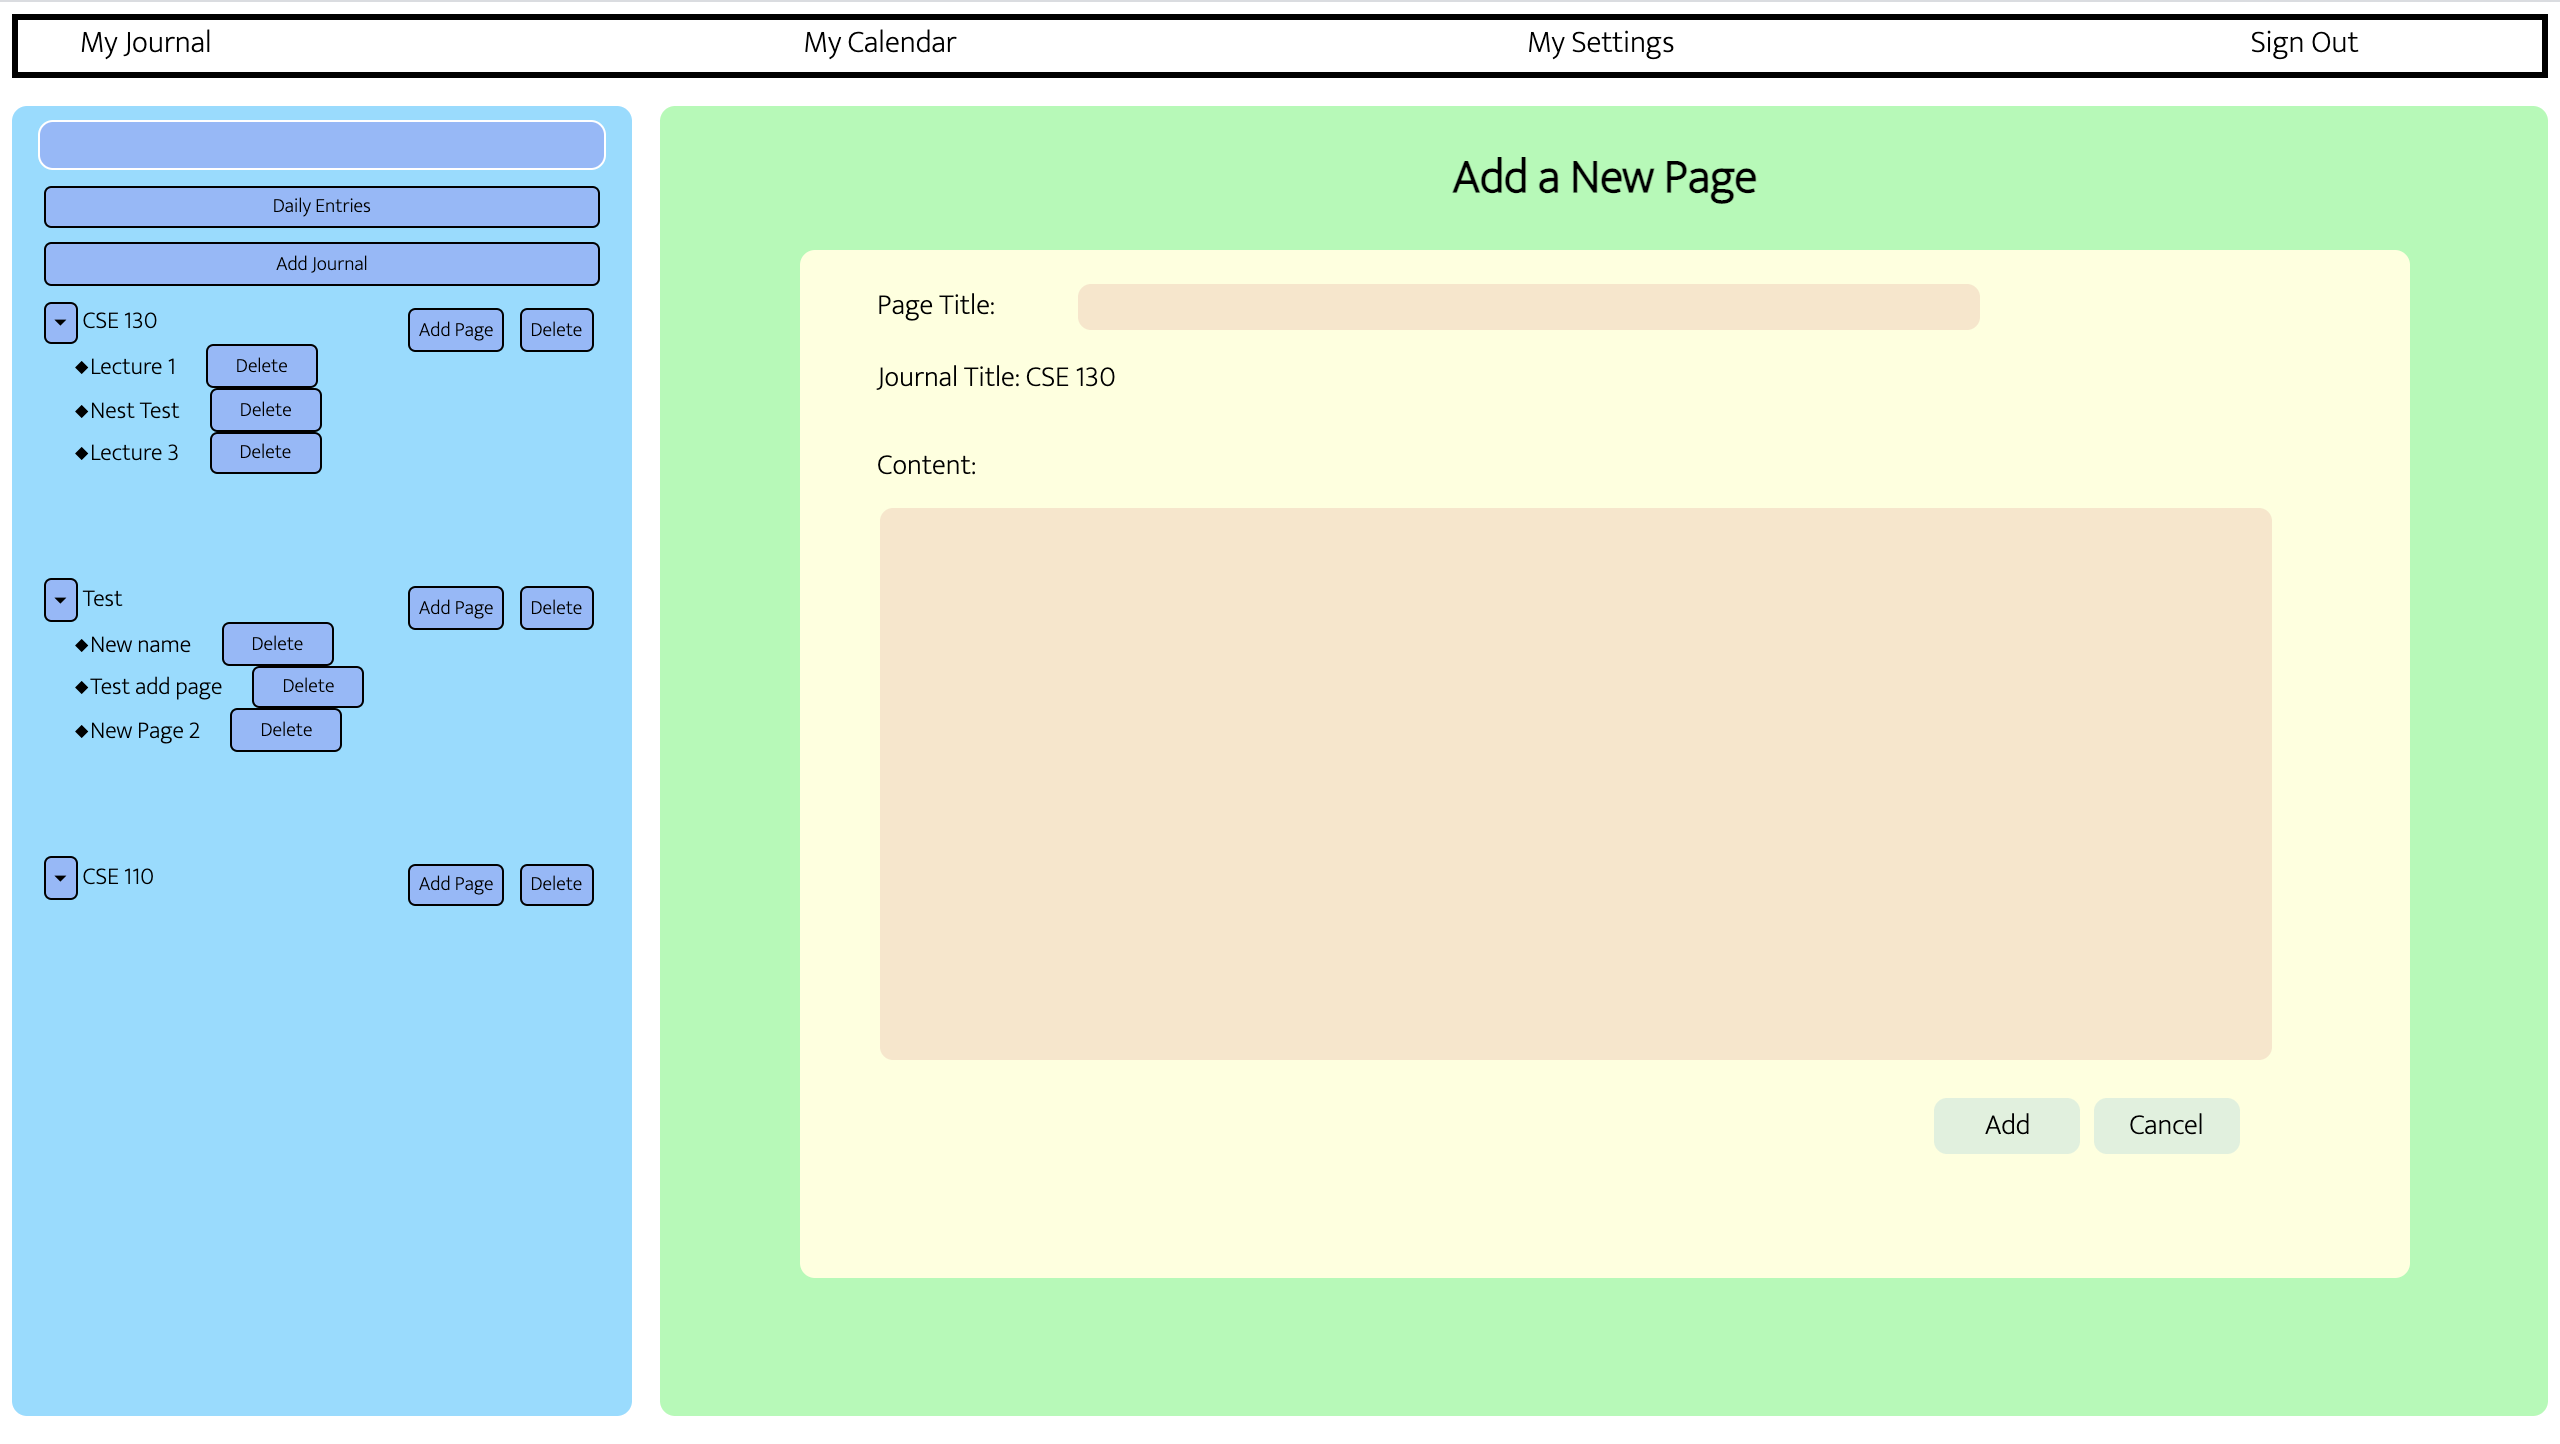 My Journal My Calendar My Settings Sign Out
Daily Entries
Add Journal
CSE 130 Add Page Delete
◆Lecture 1 Delete
◆Nest Test Delete
◆Lecture 3 Delete
Test Add Page Delete
◆New name Delete
◆Test add page Delete
◆New Page 2 Delete
CSE 110 Add Page Delete
Add a New Page
Page Title:
Journal Title: CSE 130
Content:
Add Cancel